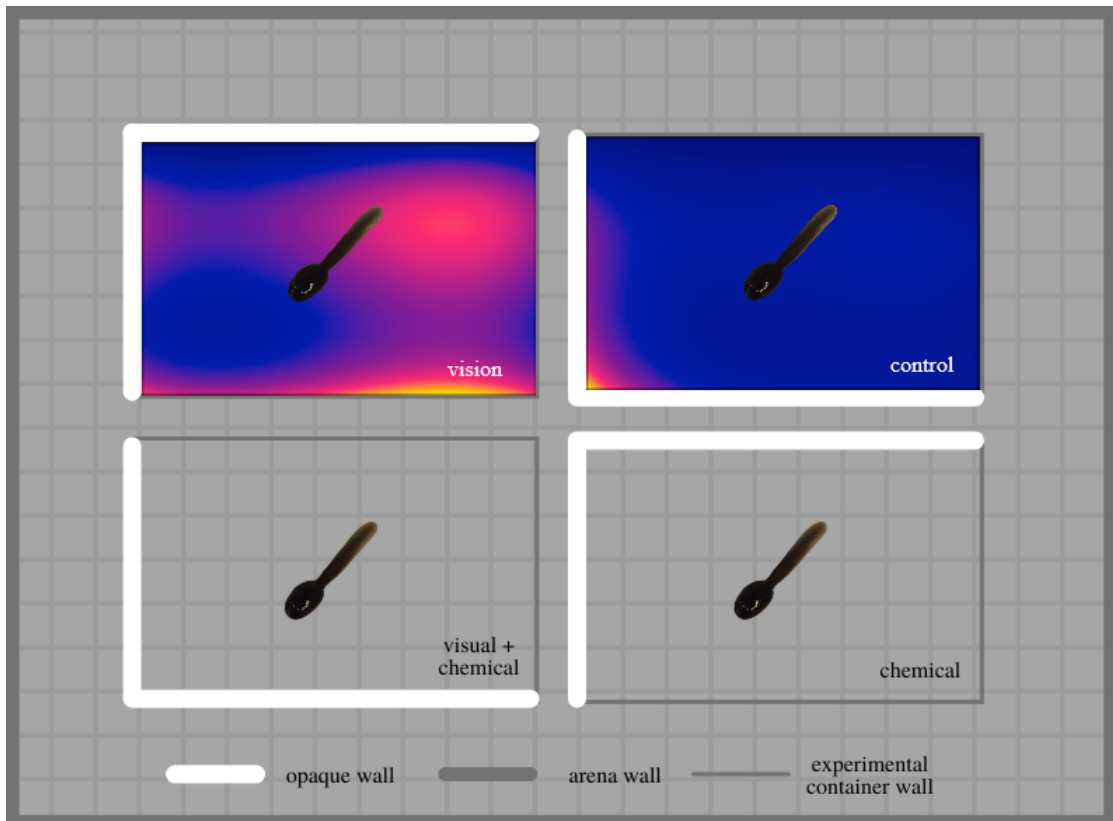 vision
control
visual +
chemical
chemical
opaque wall
arena wall
experimental
container wall